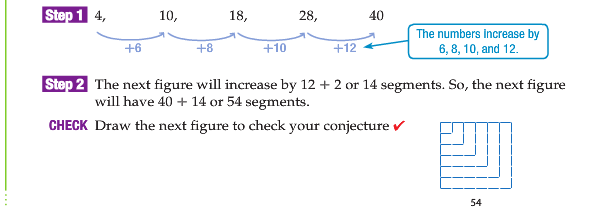 Step 1 4, 10, 18, 28, 40
+6 +8 +10 +12
The numbers increase by
6, 8, 10, and 12.
Step 2 The next figure will increase by 12 + 2 or 14 segments. So, the next figure
will have 40 + 14 or 54 segments.
CHECK Draw the next figure to check your conjecture ✓
54